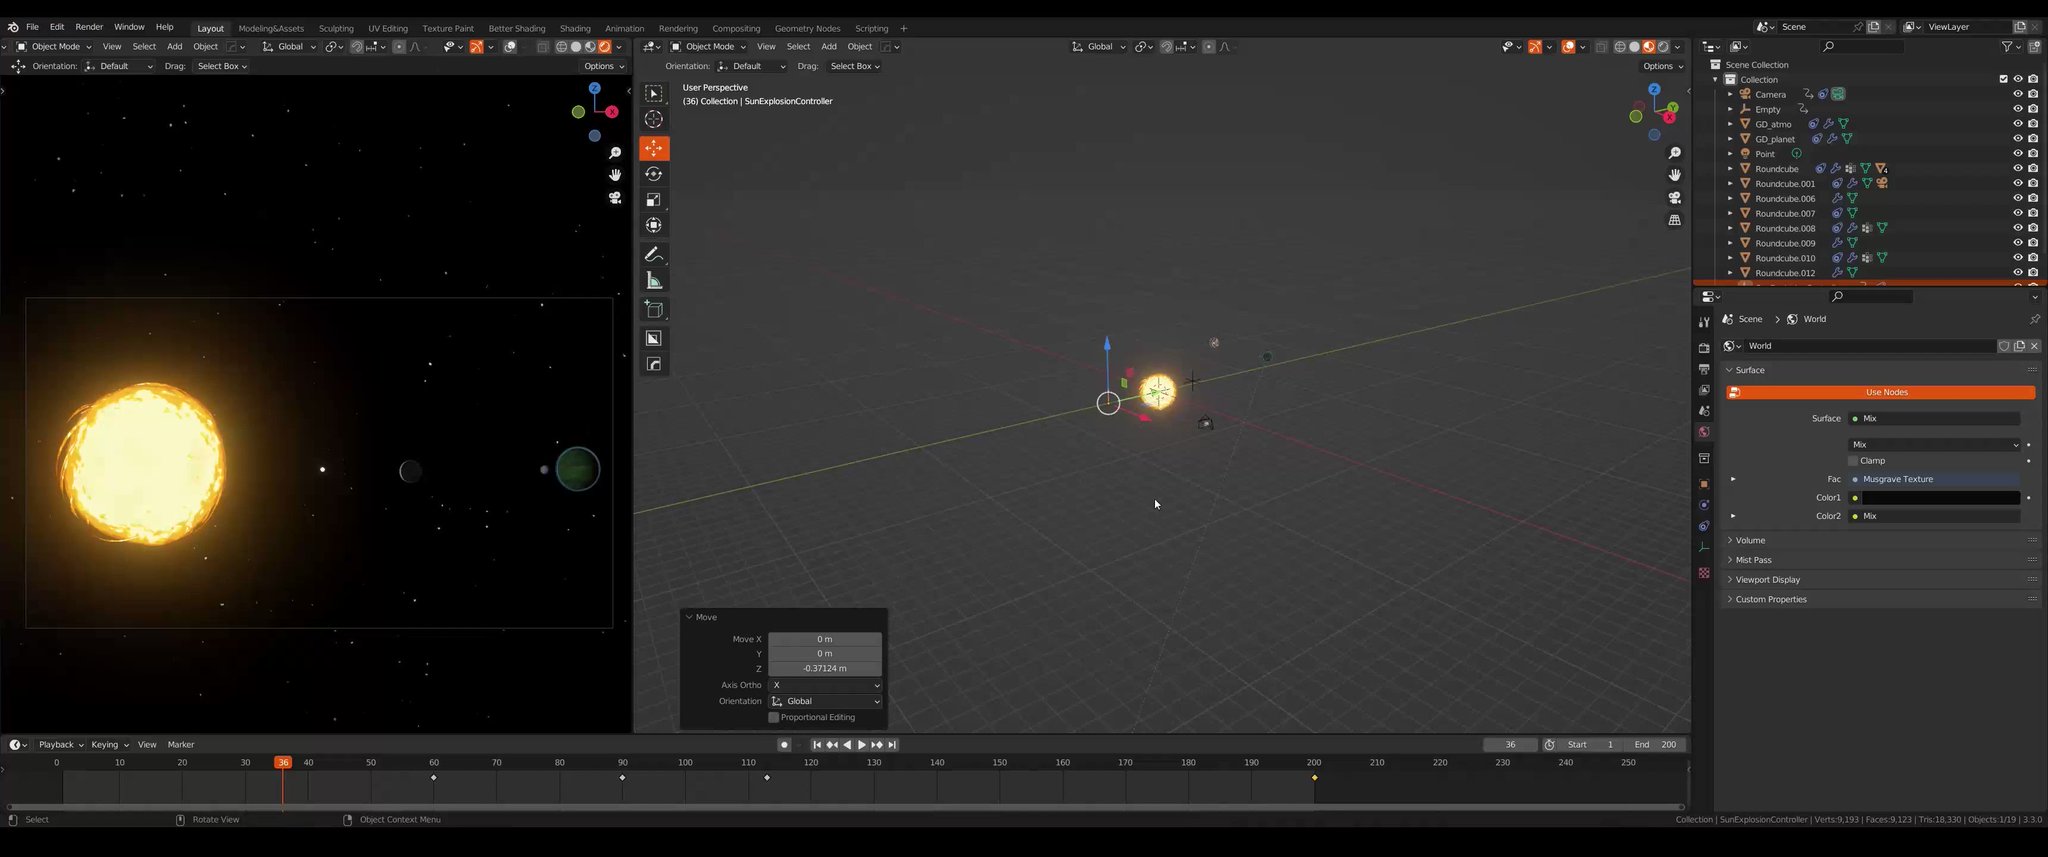 File Edit Render Window Help Layout Modeling&Assets Sculpting UV Editing Texture Paint Better Shading Shading Animation Rendering Compositing Geometry Nodes Scripting + Scene ViewLayer
Object Mode View Select Add Object Global
Orientation: Default Drag: Select Box Options
Object Mode View Select Add Object Global
Orientation: Default Drag: Select Box Options
User Perspective
(36) Collection | SunExplosionController
Z
X
Z
Y
X
Scene Collection
Collection
Camera
Empty
GD_atmo
GD_planet
Point
Roundcube
4
Roundcube.001
Roundcube.006
Roundcube.007
Roundcube.008
Roundcube.009
Roundcube.010
Roundcube.012
Scene > World
World
Surface
Use Nodes
Surface Mix
Mix
Clamp
Fac Musgrave Texture
Color1
Color2 Mix
Volume
Mist Pass
Viewport Display
Custom Properties
Move
Move X 0 m
Y 0 m
Z -0.37124 m
Axis Ortho X
Orientation Global
Proportional Editing
Playback Keying View Marker 36 Start 1 End 200
0 10 20 30 36 40 50 60 70 80 90 100 110 120 130 140 150 160 170 180 190 200 210 220 230 240 250
Select Rotate View Object Context Menu Collection | SunExplosionController | Verts:9,193 | Faces:9,123 | Tris:18,330 | Objects:1/19 | 3.3.0